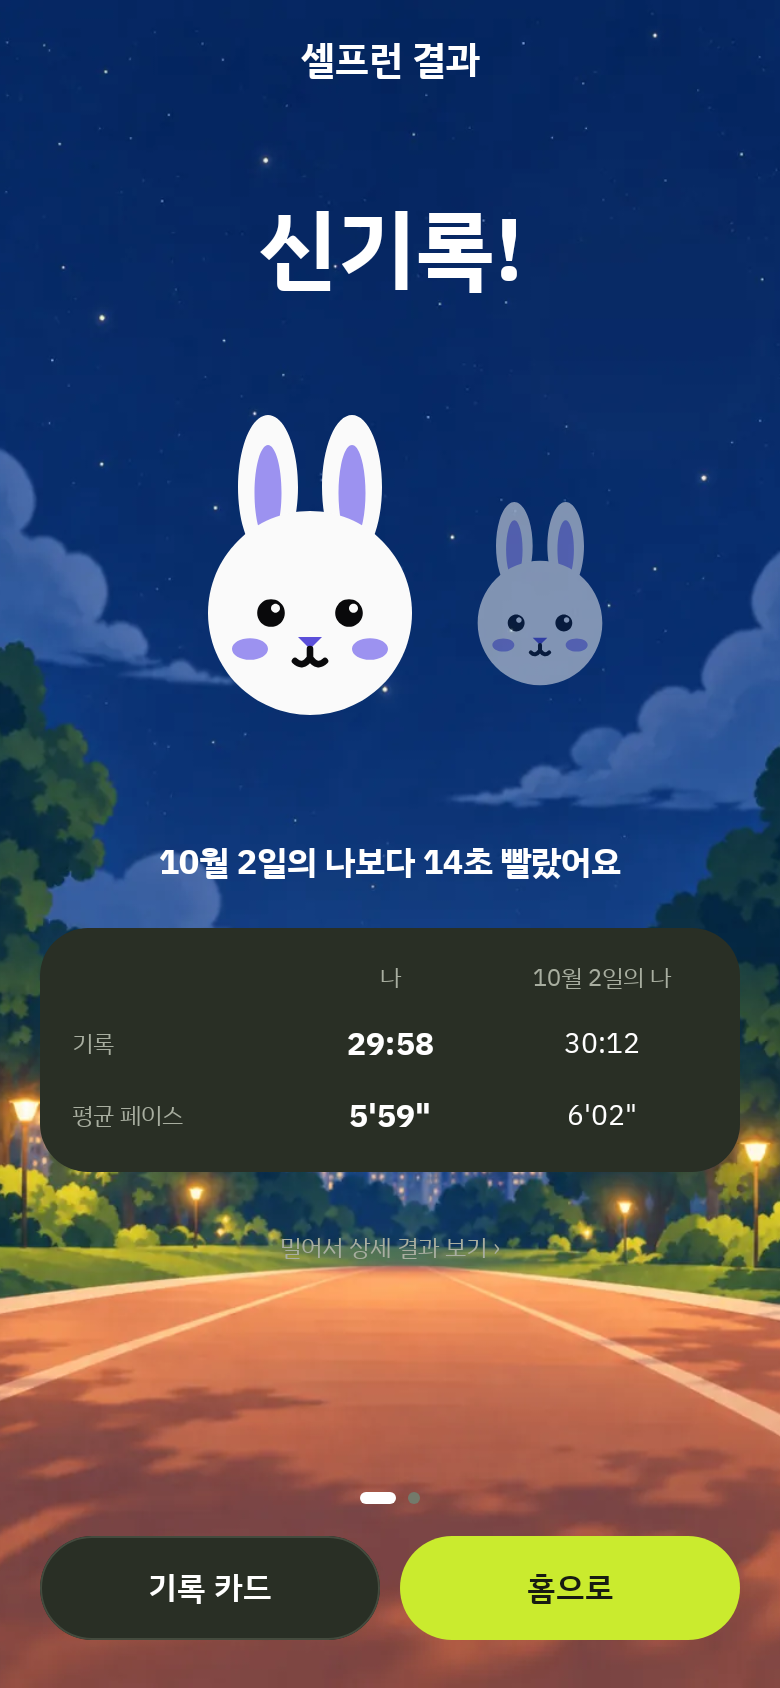 셀프런 결과
신기록!
10월 2일의 나보다 14초 빨랐어요
나 10월 2일의 나
기록 29:58 30:12
평균 페이스 5'59" 6'02"
밀어서 상세 결과 보기 ›
기록 카드 홈으로